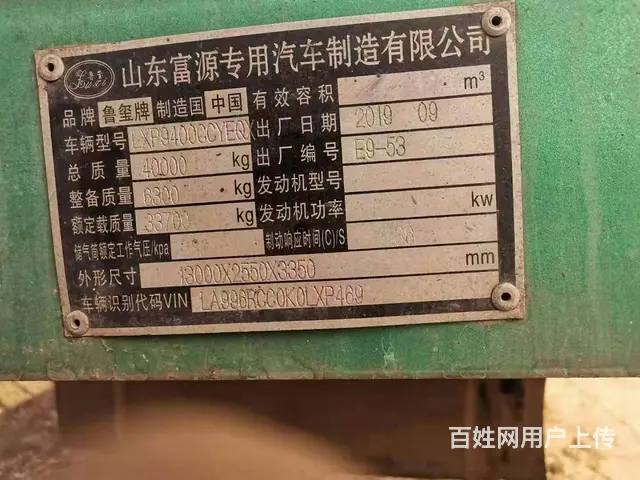 山东富源专用汽车制造有限公司
品牌 鲁玺牌 制造国 中国 有效容积 m³
车辆型号 LXP9400CCYE 出厂日期 2019 09
总质量 40000 kg 出厂编号 E9-53
整备质量 6300 kg 发动机型号
额定载质量 33700 kg 发动机功率 kw
储气筒额定工作气压/kpa 制动响应时间(C)/S
外形尺寸 13000X2550X3350 mm
车辆识别代码VIN LA996RCC0K0LXP469
百姓网用户上传